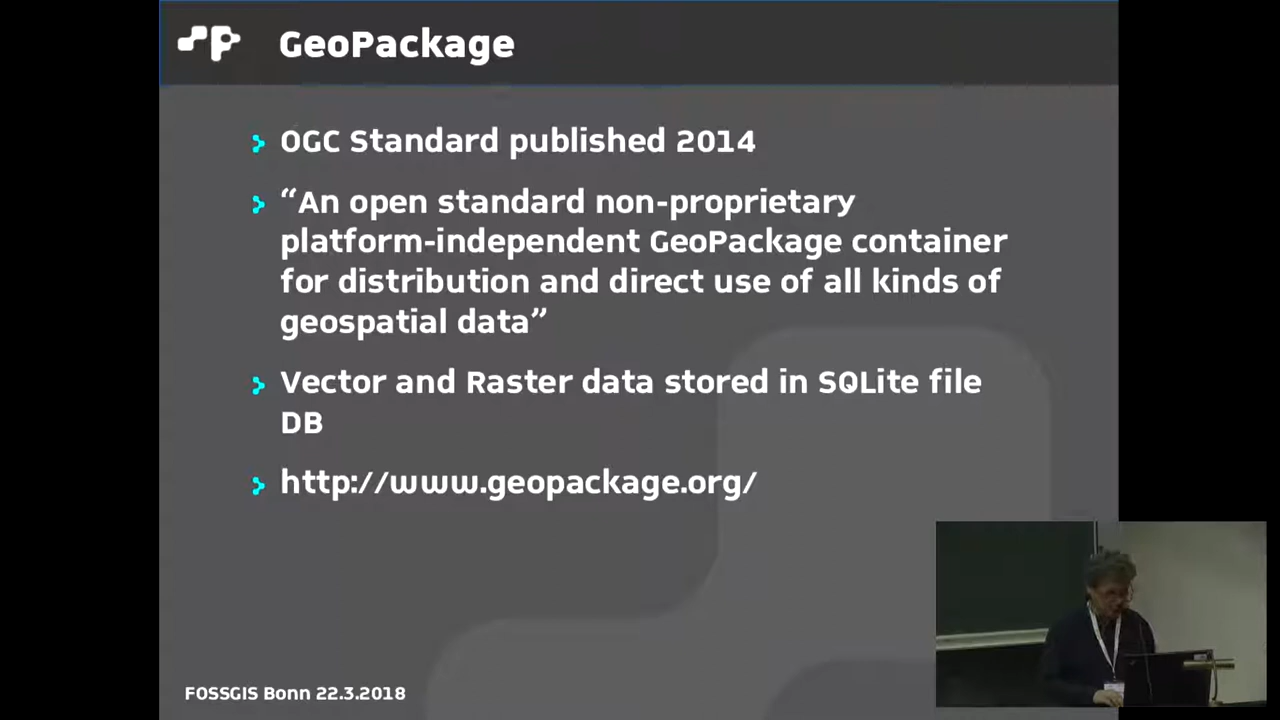 GeoPackage
OGC Standard published 2014
“An open standard non-proprietary
platform-independent GeoPackage container
for distribution and direct use of all kinds of
geospatial data”
Vector and Raster data stored in SQLite file
DB
http://www.geopackage.org/
FOSSGIS Bonn 22.3.2018